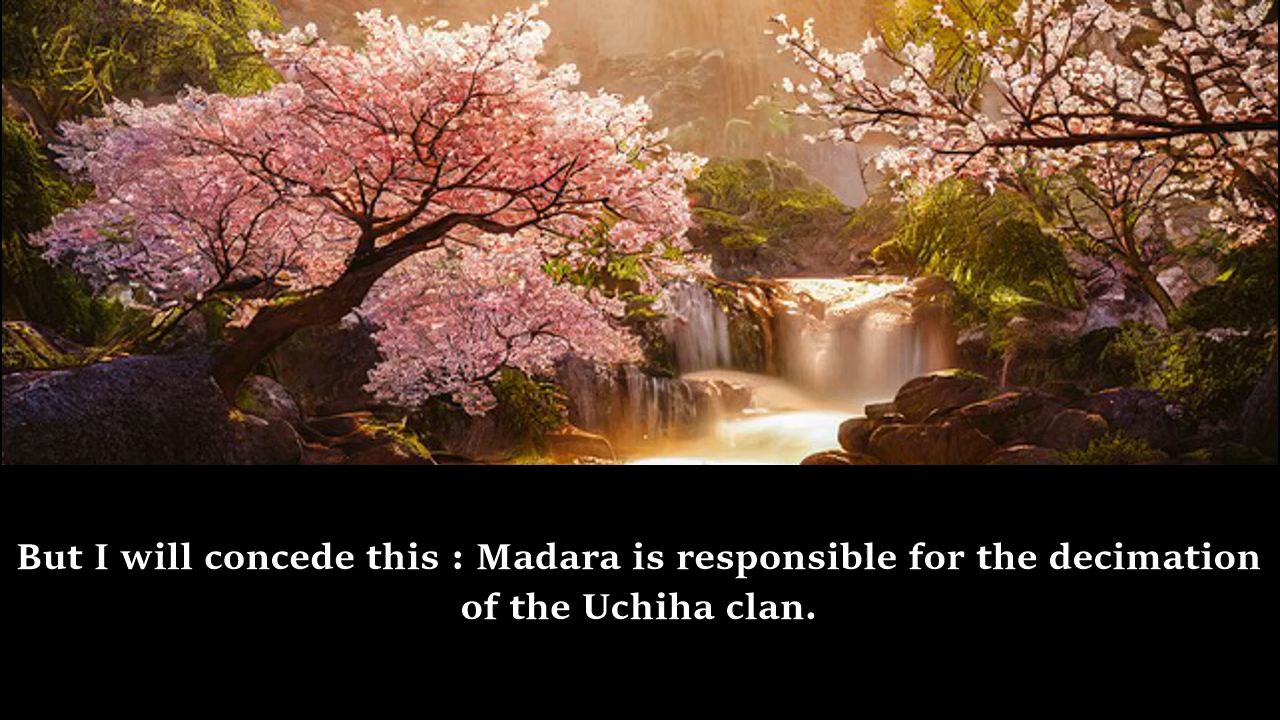 But I will concede this : Madara is responsible for the decimation
of the Uchiha clan.